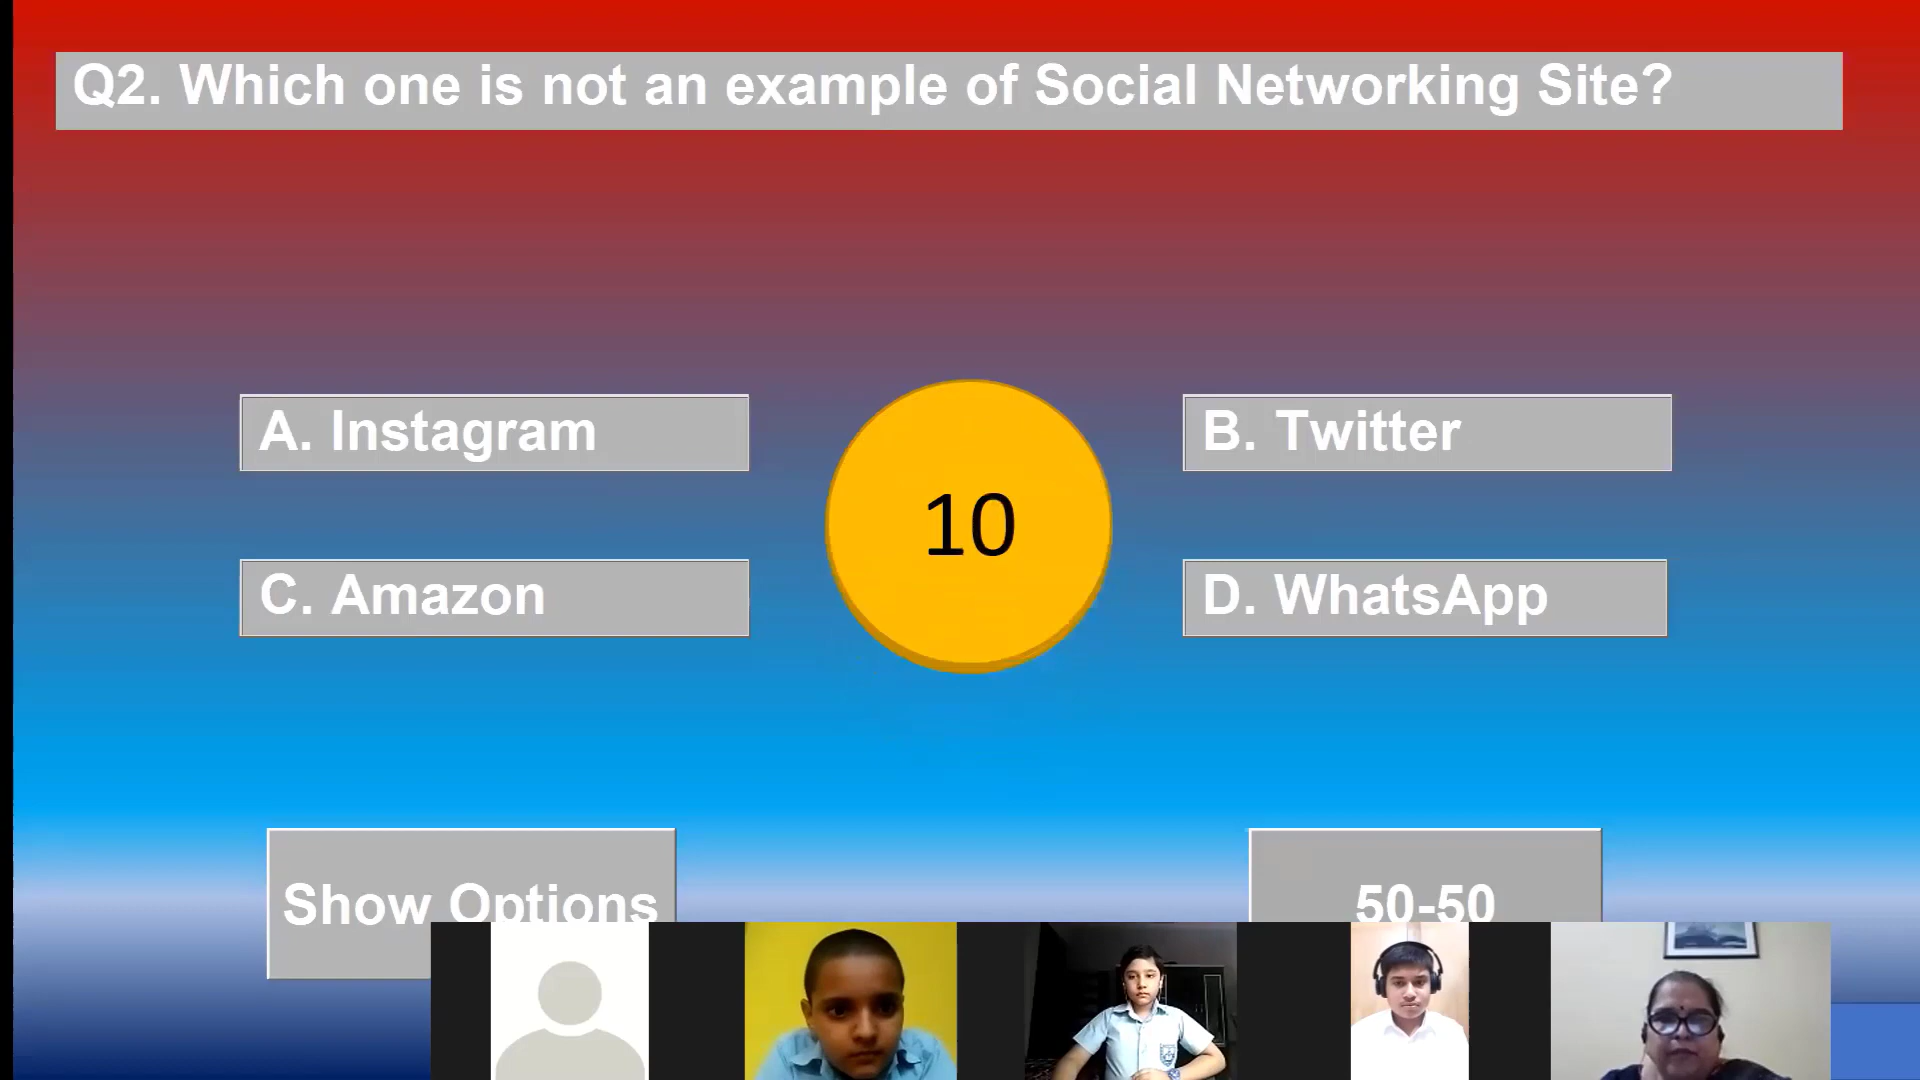 Q2. Which one is not an example of Social Networking Site?
A. Instagram
B. Twitter
10
C. Amazon
D. WhatsApp
Show Options
50-50